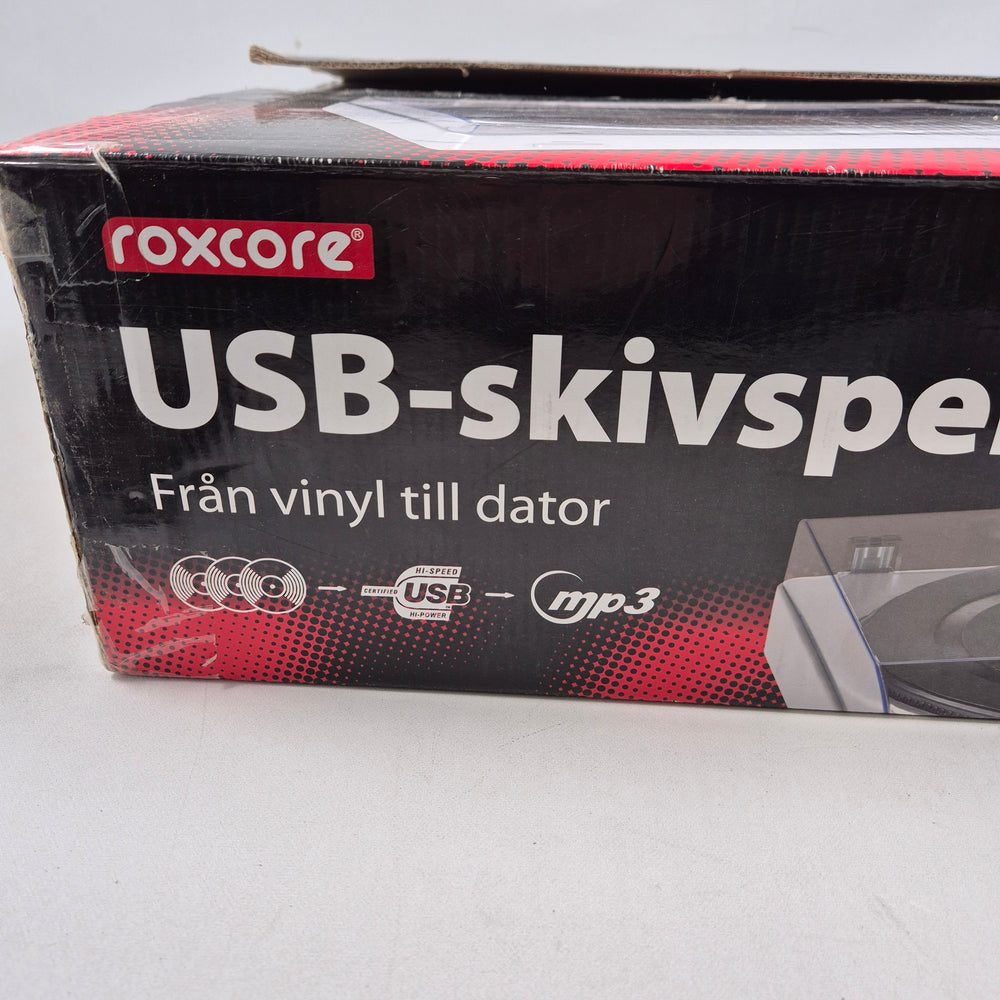 roxcore®
USB-skivspe
Från vinyl till dator
HI-SPEED
CERTIFIED USB
HI-POWER
mp3